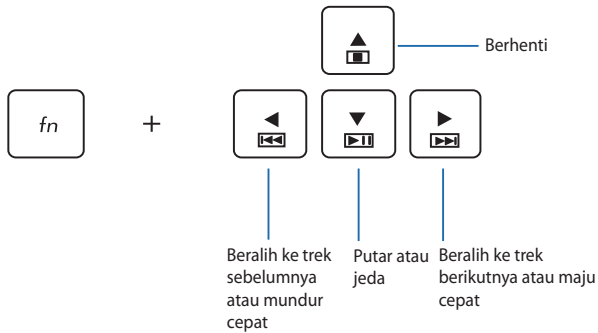 Berhenti
fn +
Beralih ke trek
sebelumnya
atau mundur
cepat
Putar atau
jeda
Beralih ke trek
berikutnya atau maju
cepat